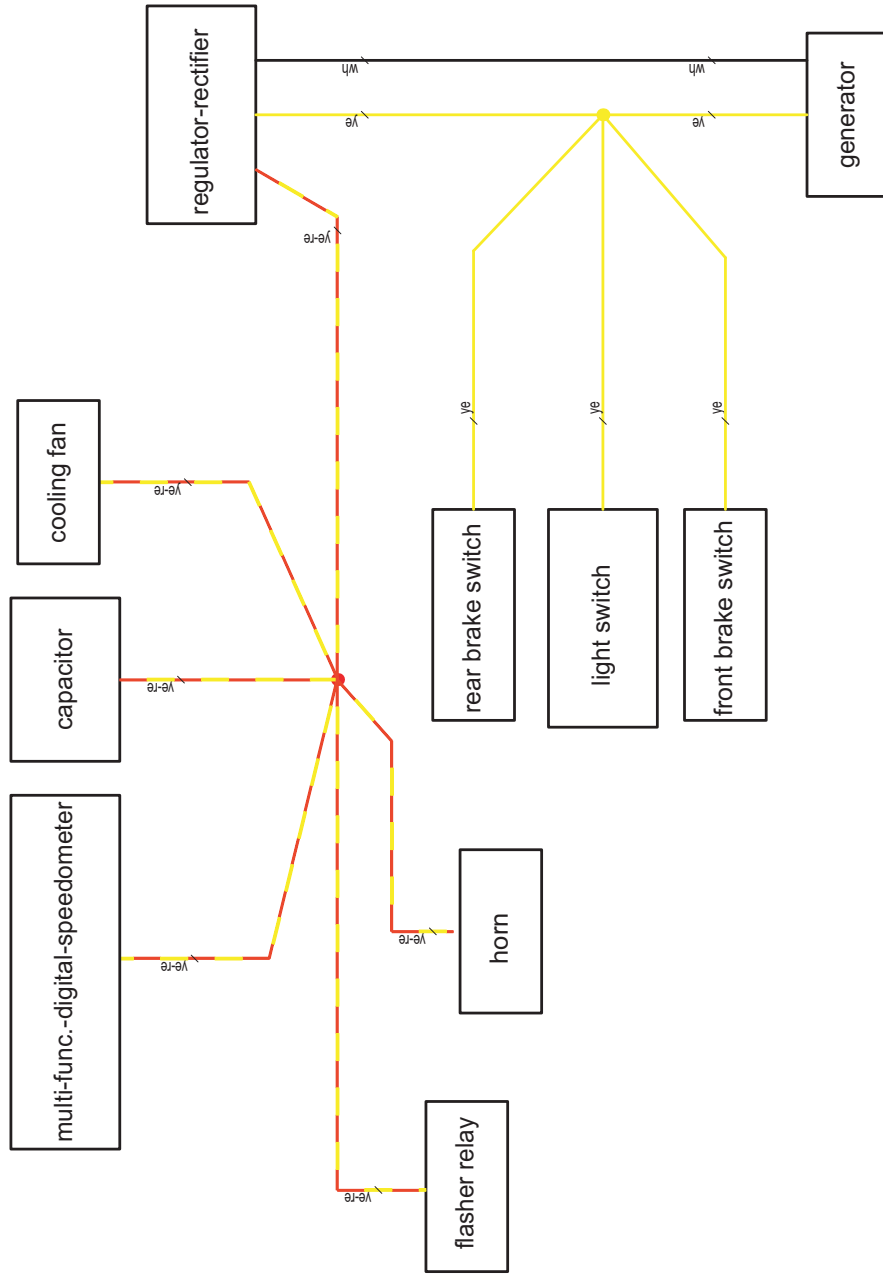 regulator-rectifier
wh
wh
ye
ye
generator
ye-re
cooling fan
ye-re
capacitor
ye-re
multi-func.-digital-speedometer
ye-re
rear brake switch
ye
light switch
ye
front brake switch
ye
horn
ye-re
flasher relay
ye-re